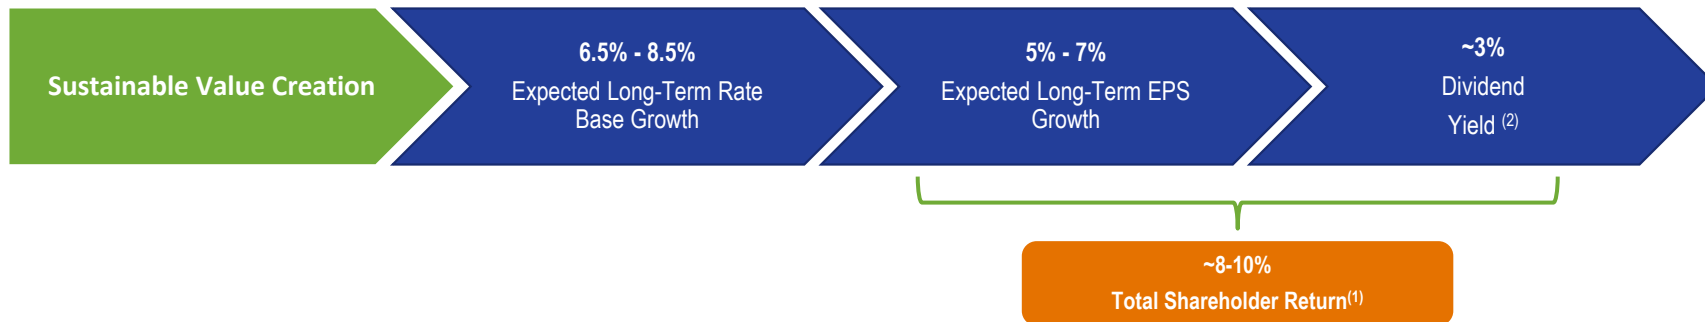 Sustainable Value Creation
6.5% - 8.5%
Expected Long-Term Rate
Base Growth
5% - 7%
Expected Long-Term EPS
Growth
~3%
Dividend
Yield (2)
~8-10%
Total Shareholder Return(1)